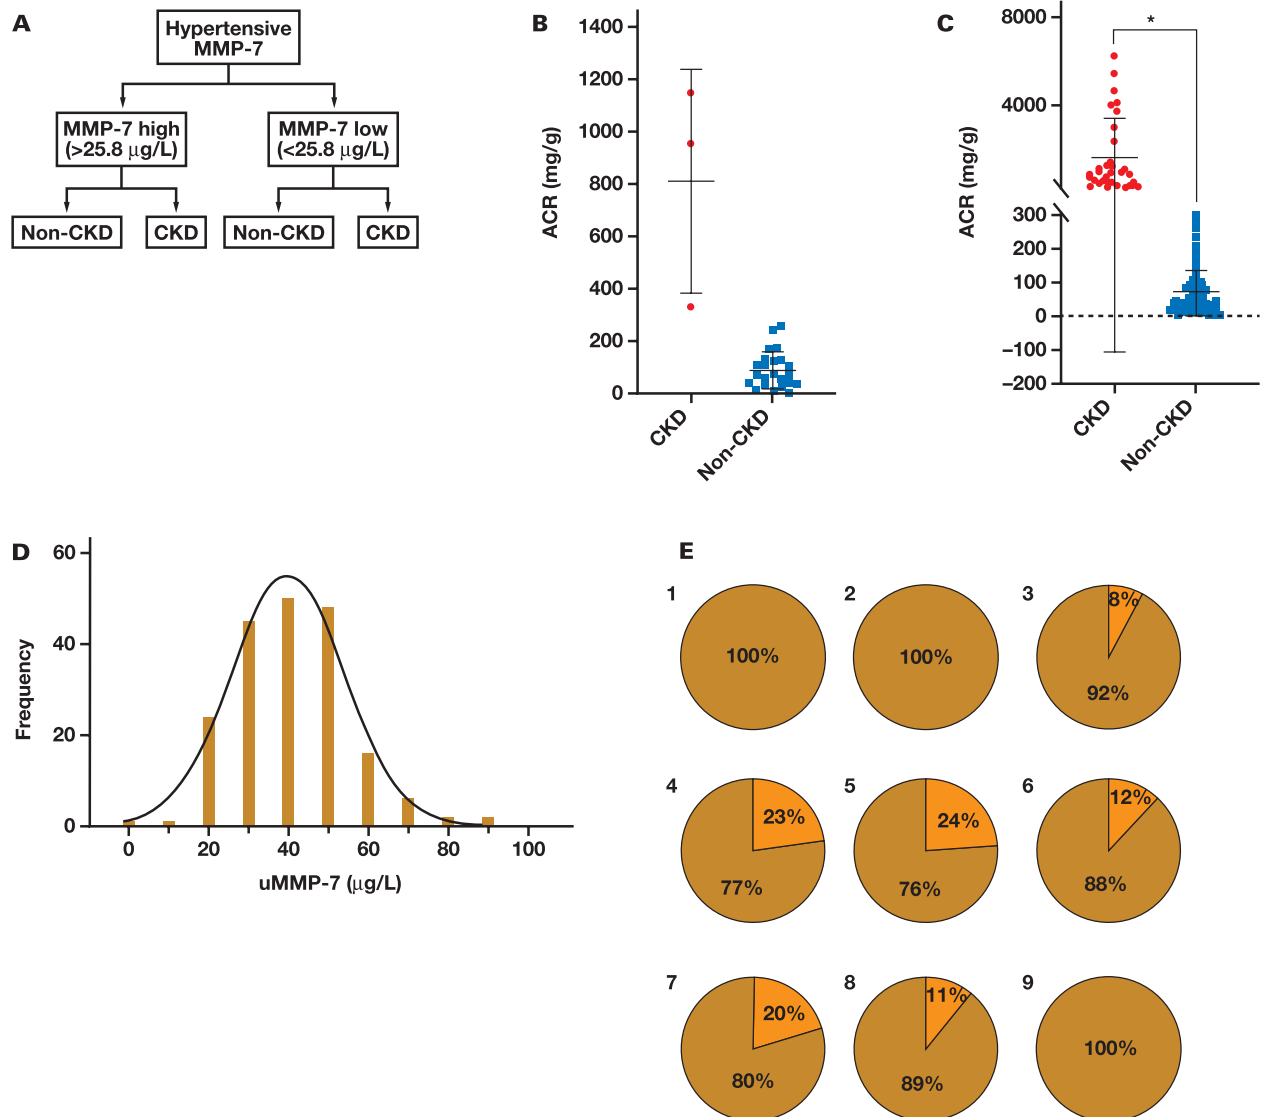 A
Hypertensive
MMP-7
MMP-7 high
(>25.8 μg/L)
MMP-7 low
(<25.8 μg/L)
Non-CKD
CKD
Non-CKD
CKD
B
ACR (mg/g)
1400
1200
1000
800
600
400
200
0
CKD
Non-CKD
C
ACR (mg/g)
8000
4000
300
200
100
0
−100
−200
*
CKD
Non-CKD
D
Frequency
60
40
20
0
0
20
40
60
80
100
uMMP-7 (μg/L)
E
1
100%
2
100%
3
8%
92%
4
23%
77%
5
24%
76%
6
12%
88%
7
20%
80%
8
11%
89%
9
100%